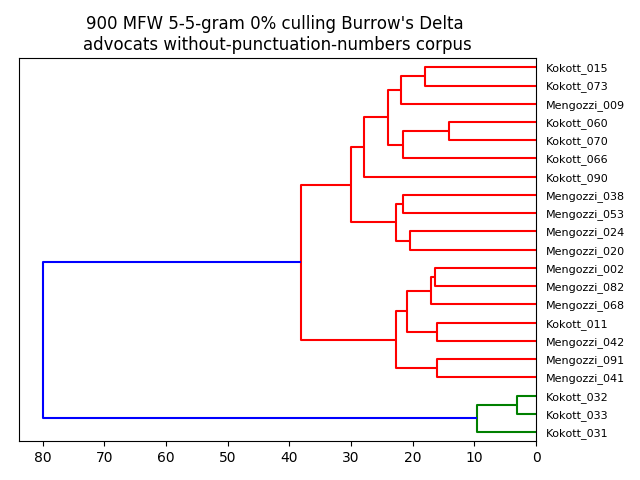 900 MFW 5-5-gram 0% culling Burrow's Delta
advocats without-punctuation-numbers corpus
Kokott_015
Kokott_073
Mengozzi_009
Kokott_060
Kokott_070
Kokott_066
Kokott_090
Mengozzi_038
Mengozzi_053
Mengozzi_024
Mengozzi_020
Mengozzi_002
Mengozzi_082
Mengozzi_068
Kokott_011
Mengozzi_042
Mengozzi_091
Mengozzi_041
Kokott_032
Kokott_033
Kokott_031
80 70 60 50 40 30 20 10 0